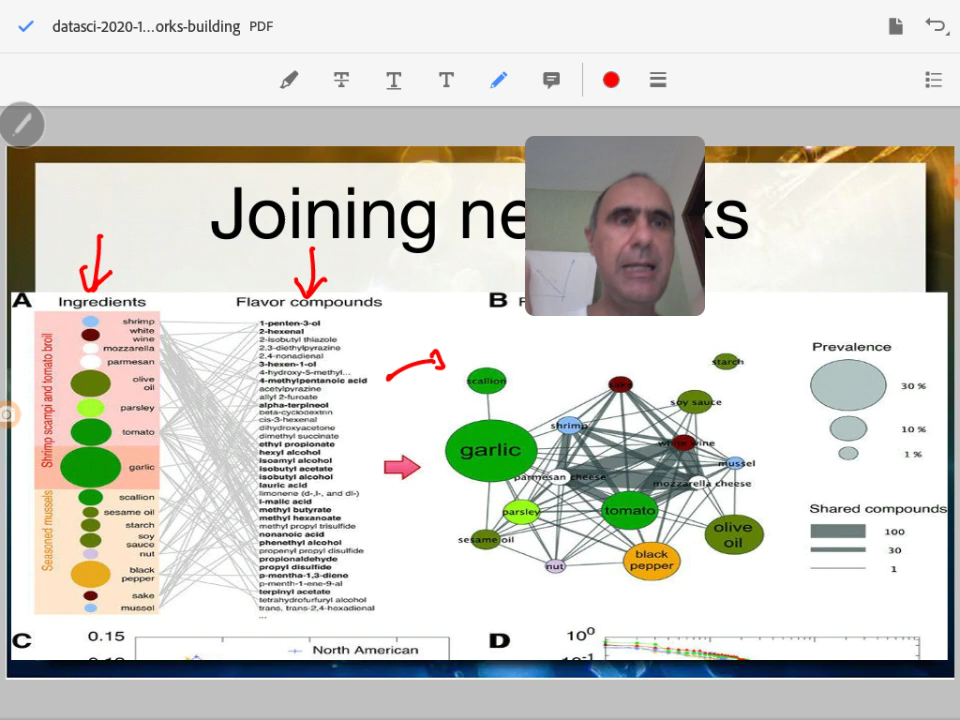 datasci-2020-1...orks-building PDF
Joining ne ks
A Ingredients Flavor compounds B
Shrimp scampi and tomato broil
Seasoned mussels
shrimp
white
wine
mozzarella
parmesan
olive
oil
parsley
tomato
garlic
scallion
sesame oil
starch
soy
sauce
nut
black
pepper
sake
mussel
1-penten-3-ol
2-hexenal
2-isobutyl thiazole
2,3-diethylpyrazine
2,4-nonadienal
3-hexen-1-ol
4-hydroxy-5-methyl...
4-methylpentanoic acid
acetylpyrazine
allyl 2-furoate
alpha-terpineol
beta-cyclodextrin
cis-3-hexenal
dihydroxyacetone
dimethyl succinate
ethyl propionate
hexyl alcohol
isoamyl alcohol
isobutyl acetate
isobutyl alcohol
lauric acid
limonene (d-,l-, and dl-)
l-malic acid
methyl butyrate
methyl hexanoate
methyl propyl trisulfide
nonanoic acid
phenethyl alcohol
propenyl propyl disulfide
propionaldehyde
propyl disulfide
p-mentha-1,3-diene
p-menth-1-ene-9-al
terpinyl acetate
tetrahydrofurfuryl alcohol
trans, trans-2,4-hexadienal
...
starch
scallion
sake
soy sauce
shrimp
garlic
white wine
mussel
parmesan cheese
mozzarella cheese
parsley
tomato
olive
oil
sesame oil
black
pepper
nut
Prevalence
30 %
10 %
1 %
Shared compounds
100
30
1
C 0.15
North American
D 10⁰